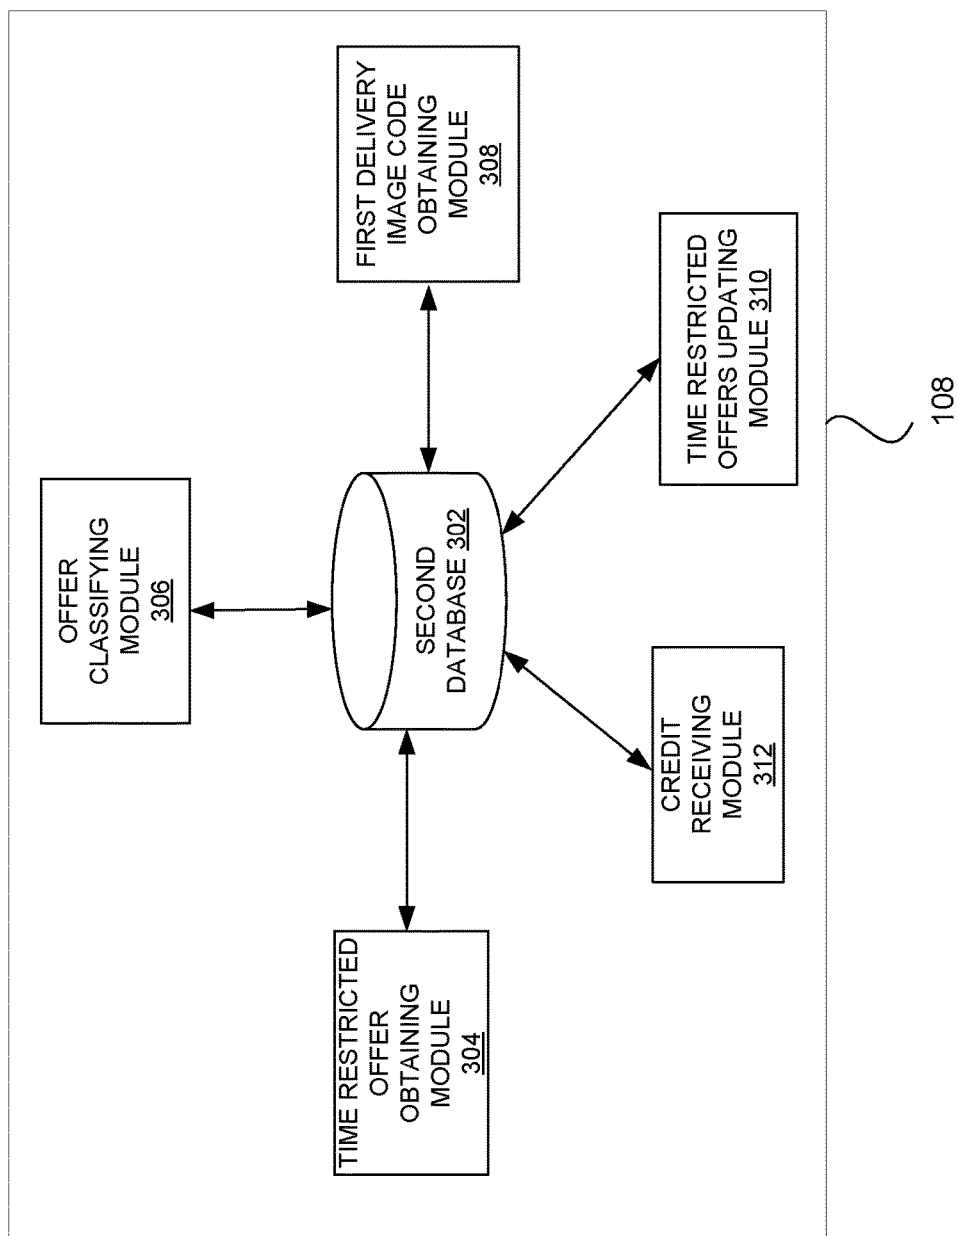 OFFER
CLASSIFYING
MODULE
306
TIME RESTRICTED
OFFER
OBTAINING
MODULE
304
SECOND
DATABASE 302
FIRST DELIVERY
IMAGE CODE
OBTAINING
MODULE
308
CREDIT
RECEIVING
MODULE
312
TIME RESTRICTED
OFFERS UPDATING
MODULE 310
108